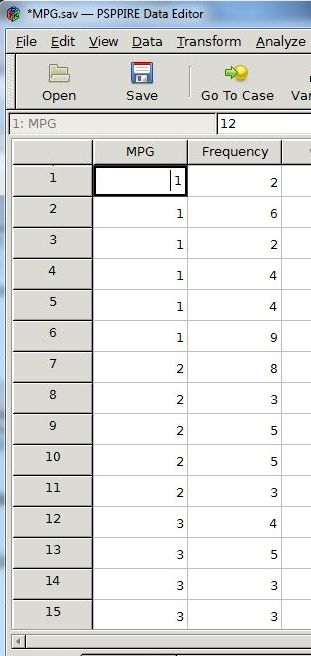 *MPG.sav — PSPPIRE Data Editor
File Edit View Data Transform Analyze
Open Save Go To Case Var
1: MPG 12
MPG Frequency
1 1 2
2 1 6
3 1 2
4 1 4
5 1 4
6 1 9
7 2 8
8 2 3
9 2 5
10 2 5
11 2 3
12 3 4
13 3 5
14 3 3
15 3 3